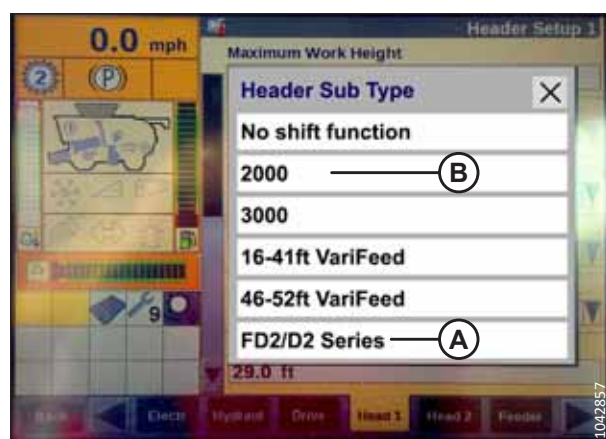 0.0 mph
Header Setup 1
2
(P)
Maximum Work Height
Header Sub Type
No shift function
2000
B
3000
16-41ft VariFeed
46-52ft VariFeed
9
FD2/D2 Series
A
29.0 ft
Back
Electr
Hydraul
Drive
Head 1
Head 2
Feeder
1042857